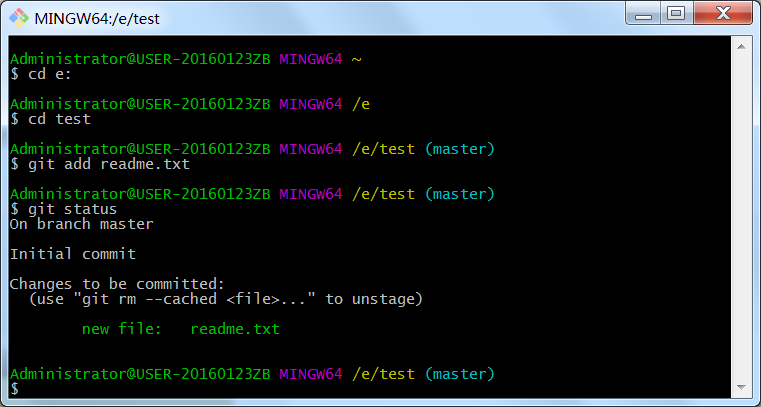 MINGW64:/e/test
Administrator@USER-20160123ZB MINGW64 ~
$ cd e:
Administrator@USER-20160123ZB MINGW64 /e
$ cd test
Administrator@USER-20160123ZB MINGW64 /e/test (master)
$ git add readme.txt
Administrator@USER-20160123ZB MINGW64 /e/test (master)
$ git status
On branch master
Initial commit
Changes to be committed:
  (use "git rm --cached <file>..." to unstage)
        new file:   readme.txt
Administrator@USER-20160123ZB MINGW64 /e/test (master)
$